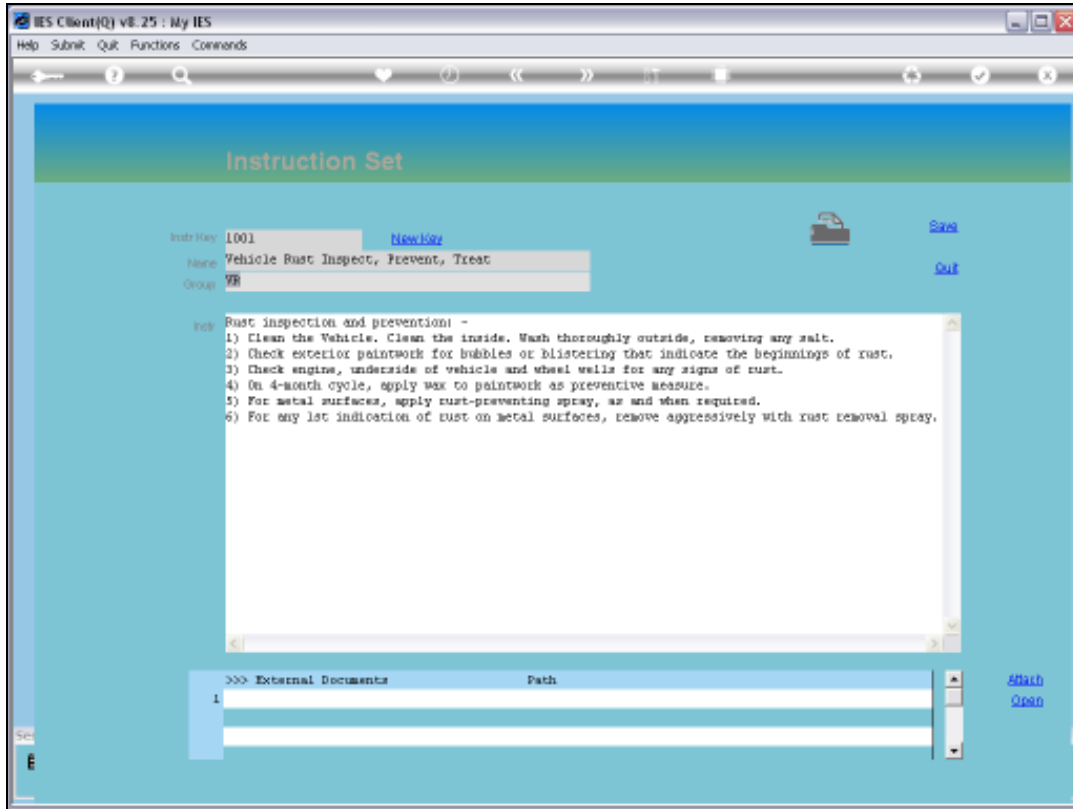 IES Client(Q) v8.25 : My IES
Help Submit Quit Functions Commands
Instruction Set
Instr Key 1001 New Key
Save
Name Vehicle Rust Inspect, Prevent, Treat
Quit
Group VR
Instr Rust inspection and prevention: -
1) Clean the Vehicle. Clean the inside. Wash thoroughly outside, removing any salt.
2) Check exterior paintwork for bubbles or blistering that indicate the beginnings of rust.
3) Check engine, underside of vehicle and wheel wells for any signs of rust.
4) On 4-month cycle, apply wax to paintwork as preventive measure.
5) For metal surfaces, apply rust-preventing spray, as and when required.
6) For any 1st indication of rust on metal surfaces, remove aggressively with rust removal spray.
>>> External Documents Path
Attach
1
Open